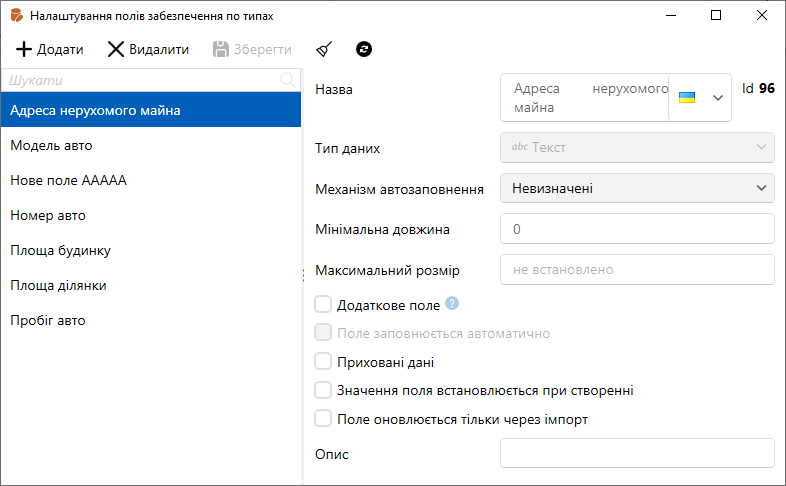 Налаштування полів забезпечення по типах
Додати
Видалити
Зберегти
Шукати
Адреса нерухомого майна
Модель авто
Нове поле AAAAA
Номер авто
Площа будинку
Площа ділянки
Пробіг авто
Назва
Адреса нерухомого
майна
Id 96
Тип даних
abc Текст
Механізм автозаповнення
Невизначені
Мінімальна довжина
0
Максимальний розмір
не встановлено
Додаткове поле ?
Поле заповнюється автоматично
Приховані дані
Значення поля встановлюється при створенні
Поле оновлюється тільки через імпорт
Опис